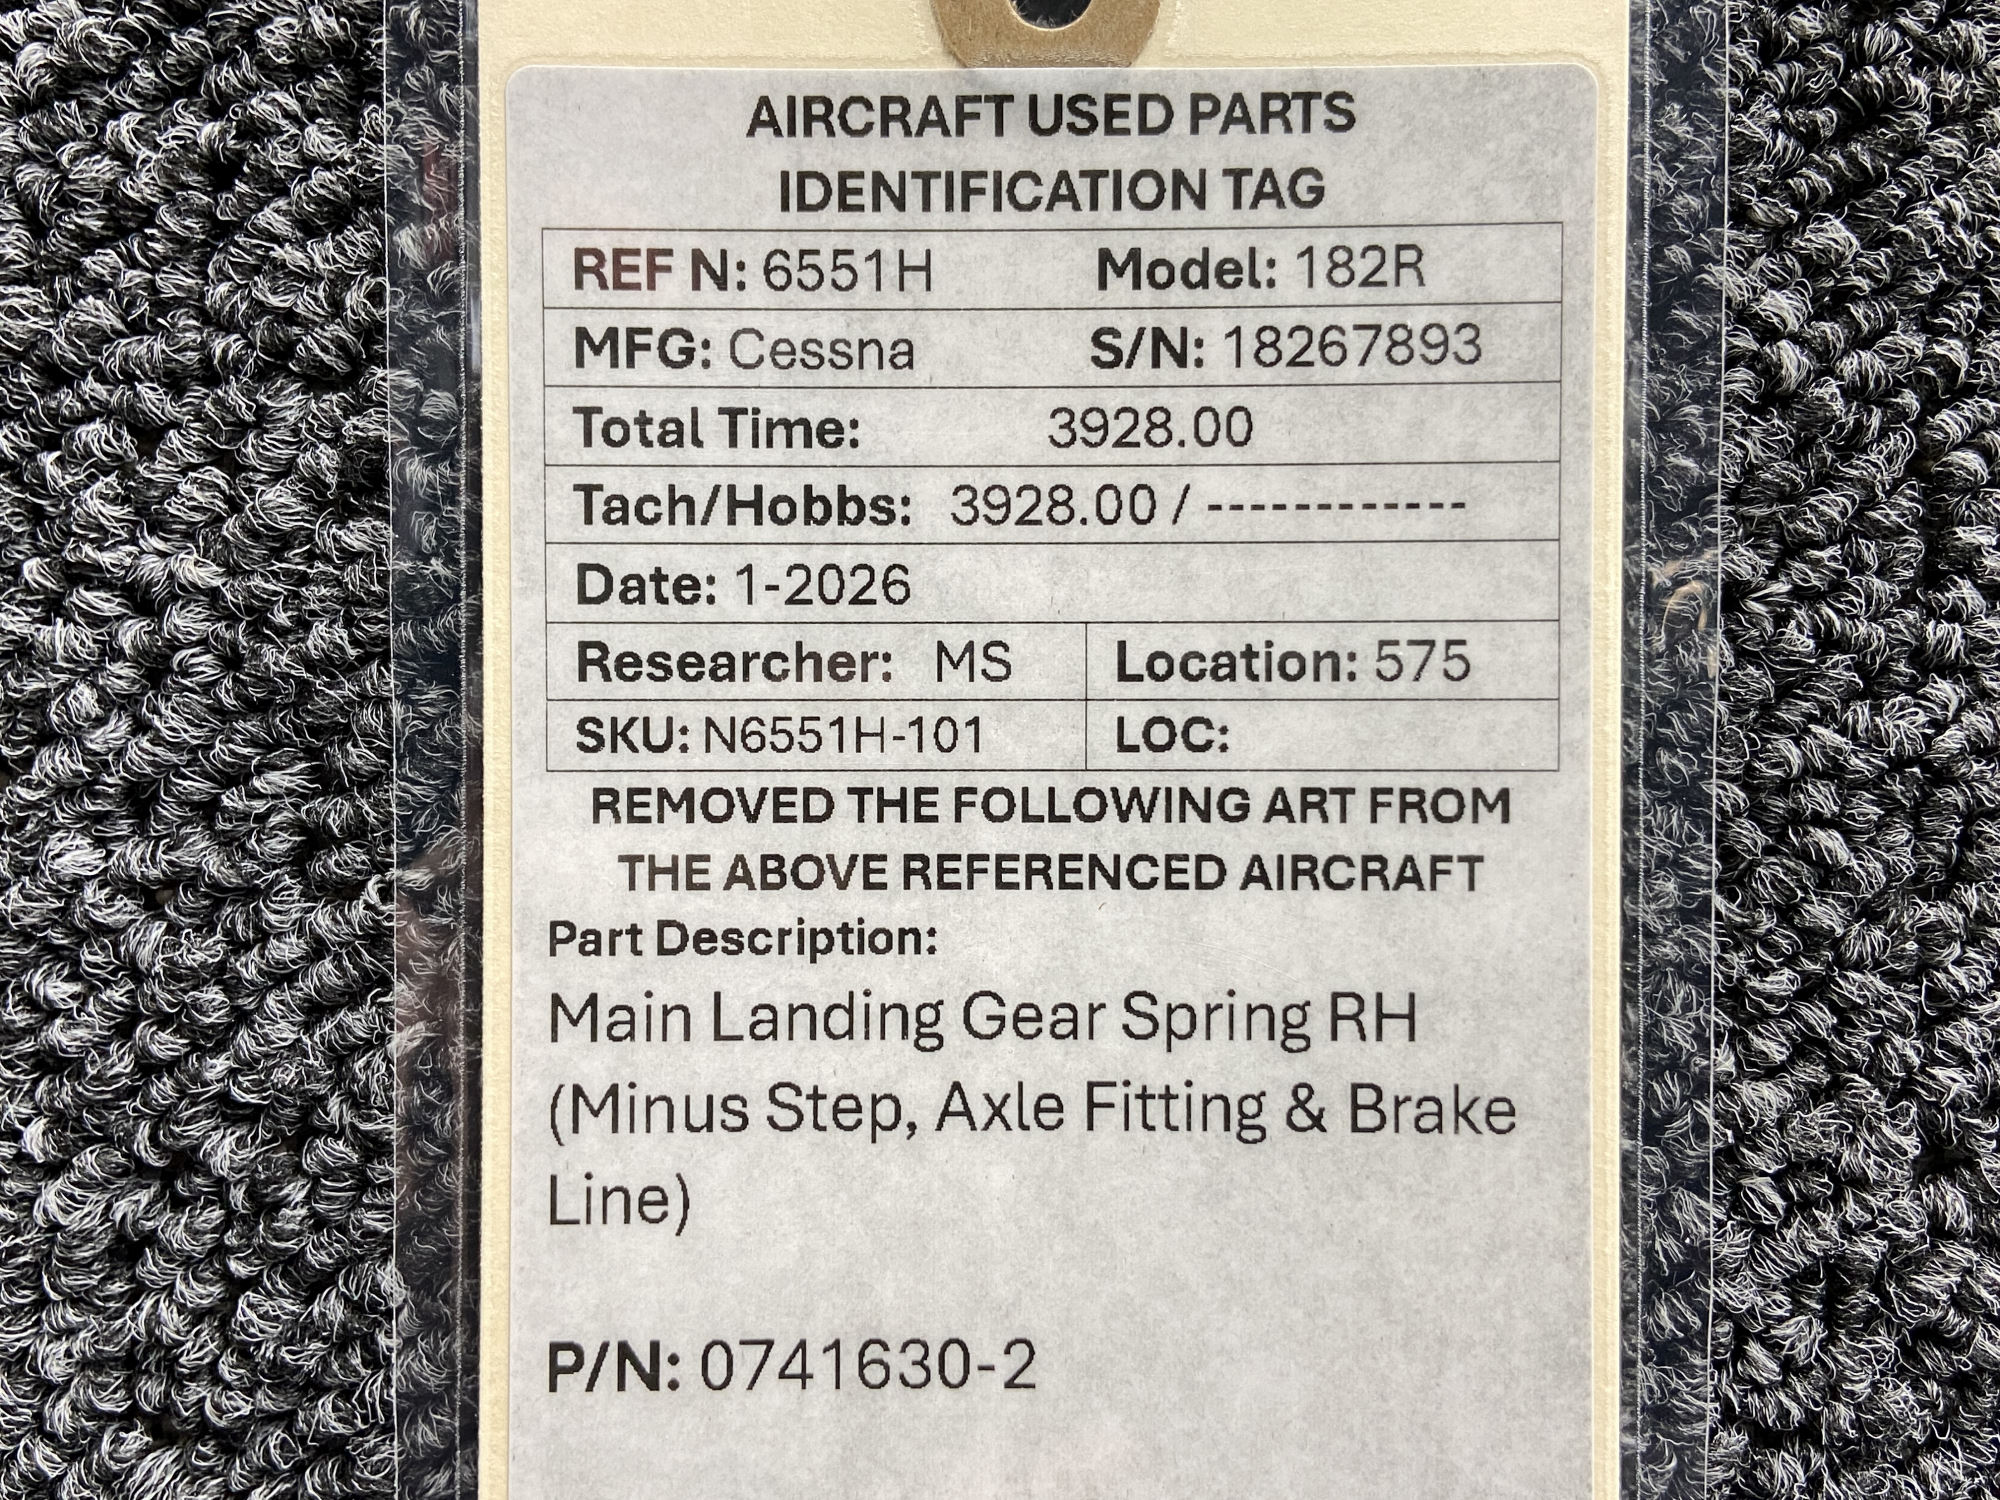 AIRCRAFT USED PARTS
IDENTIFICATION TAG
REF N: 6551H Model: 182R
MFG: Cessna S/N: 18267893
Total Time: 3928.00
Tach/Hobbs: 3928.00 / ------------
Date: 1-2026
Researcher: MS Location: 575
SKU: N6551H-101 LOC:
REMOVED THE FOLLOWING ART FROM
THE ABOVE REFERENCED AIRCRAFT
Part Description:
Main Landing Gear Spring RH
(Minus Step, Axle Fitting & Brake
Line)
P/N: 0741630-2